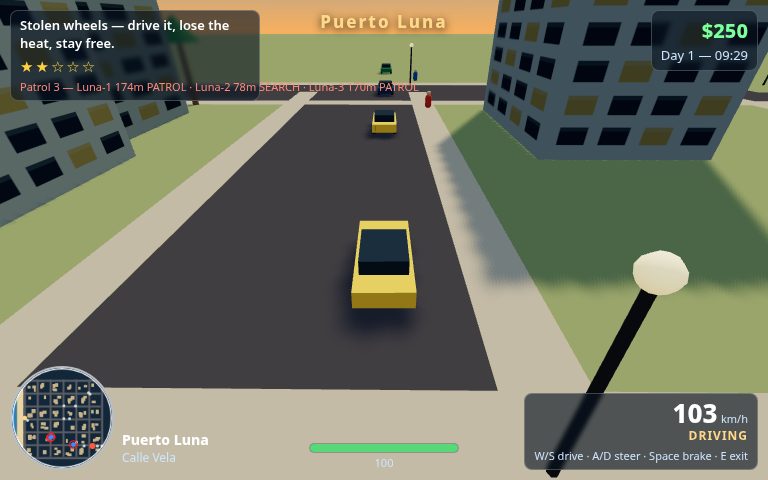 Stolen wheels — drive it, lose the
heat, stay free.
★★☆☆☆
Patrol 3 — Luna-1 174m PATROL · Luna-2 78m SEARCH · Luna-3 170m PATROL
Puerto Luna
$250
Day 1 — 09:29
Puerto Luna
Calle Vela
100
103 km/h
DRIVING
W/S drive · A/D steer · Space brake · E exit